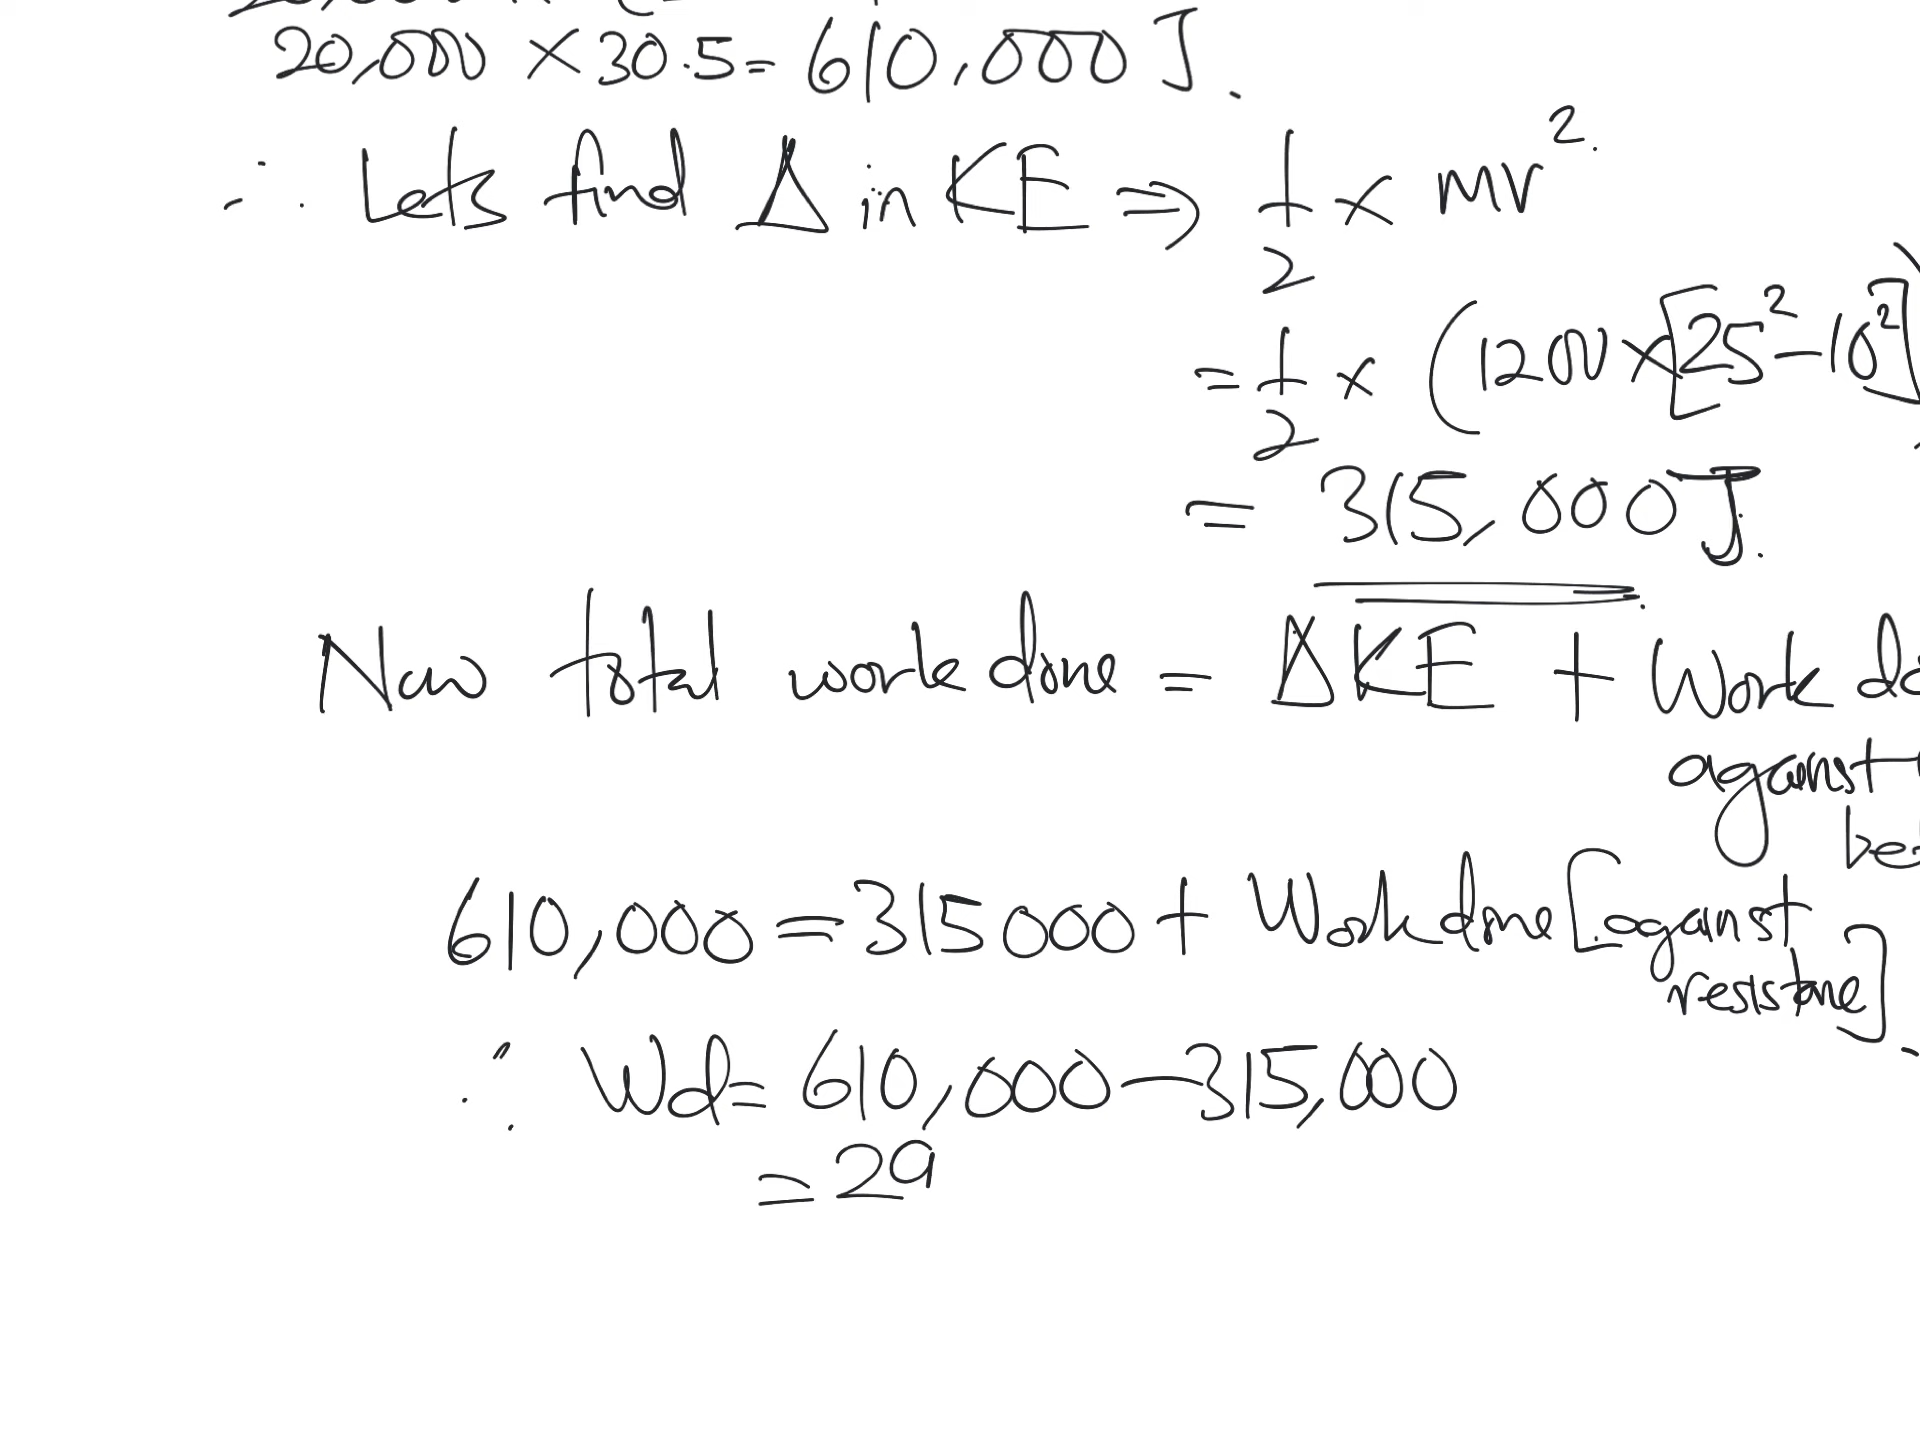 20,000 × 30.5 = 610,000 J.
∴ Lets find Δ in KE ⇒ 1/2 × mv².
= 1/2 × (1200 × [25² - 10²])
= 315,000 J.
Now total work done = ΔKE + Work
against
610,000 = 315000 + Work done [against
resistance]
∴ Wd = 610,000 - 315,000
= 29